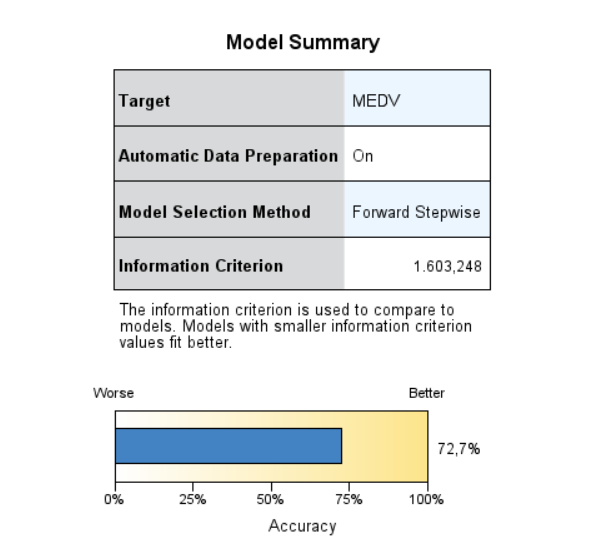 Model Summary
Target MEDV
Automatic Data Preparation On
Model Selection Method Forward Stepwise
Information Criterion 1.603,248
The information criterion is used to compare to
models. Models with smaller information criterion
values fit better.
Worse Better
72,7%
0% 25% 50% 75% 100%
Accuracy